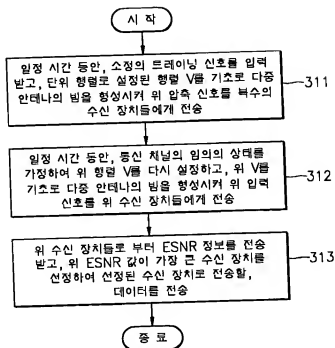 시 작
일정 시간 동안, 소정의 트레이닝 신호를 입력
받고, 단위 행렬로 설정된 행렬 V를 기초로 다중
안테나의 빔을 형성시켜 위 압축 신호를 복수의
수신 장치들에게 전송
311
일정 시간 동안, 통신 채널의 임의의 상태를
가정하여 위 행렬 V를 다시 설정하고, 위 V를
기초로 다중 안테나의 빔을 형성시켜 위 입력
신호를 위 수신 장치들에게 전송
312
위 수신 장치들로 부터 ESNR 정보를 전송
받고, 위 ESNR 값이 가장 큰 수신 장치를
선정하여 선정된 수신 장치로 전송할,
데이터를 전송
313
종 료